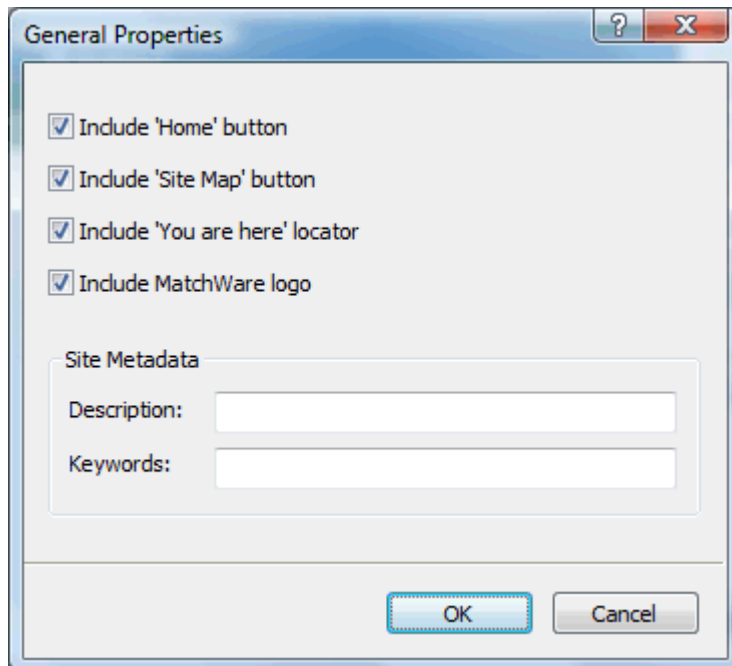 General Properties
?
X
Include 'Home' button
Include 'Site Map' button
Include 'You are here' locator
Include MatchWare logo
Site Metadata
Description:
Keywords:
OK
Cancel